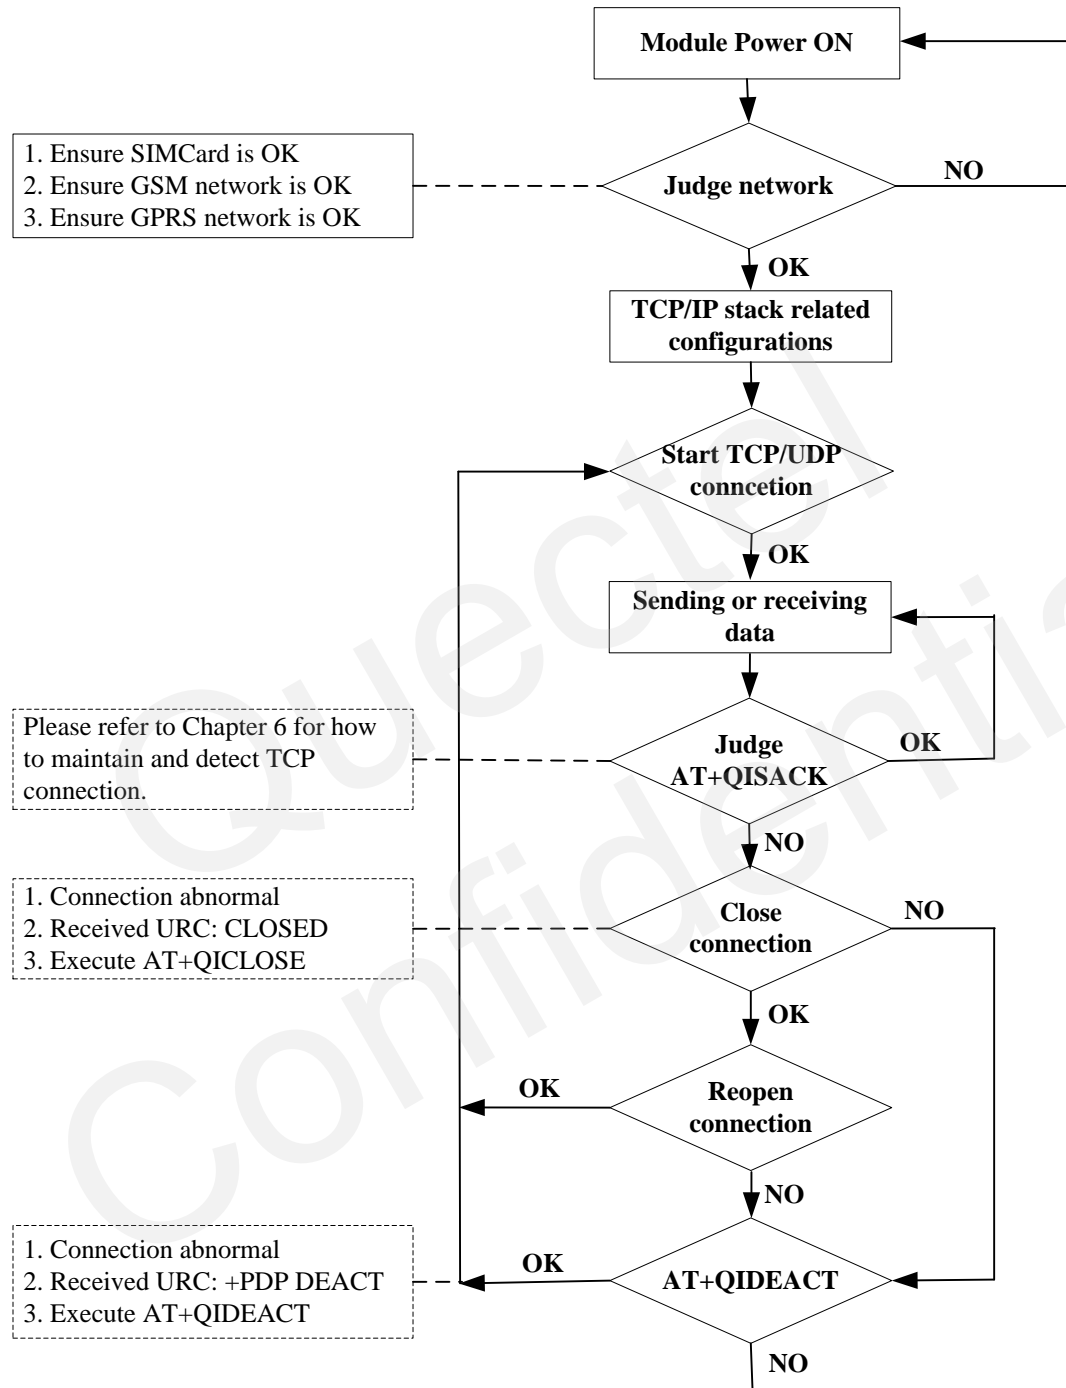 Module Power ON
1. Ensure SIMCard is OK
2. Ensure GSM network is OK
3. Ensure GPRS network is OK
Judge network
NO
OK
TCP/IP stack related
configurations
Start TCP/UDP
conncetion
OK
Sending or receiving
data
Please refer to Chapter 6 for how
to maintain and detect TCP
connection.
Judge
AT+QISACK
OK
NO
1. Connection abnormal
2. Received URC: CLOSED
3. Execute AT+QICLOSE
Close
connection
NO
OK
Reopen
connection
OK
NO
1. Connection abnormal
2. Received URC: +PDP DEACT
3. Execute AT+QIDEACT
OK
AT+QIDEACT
NO
Quectel
Confidentia